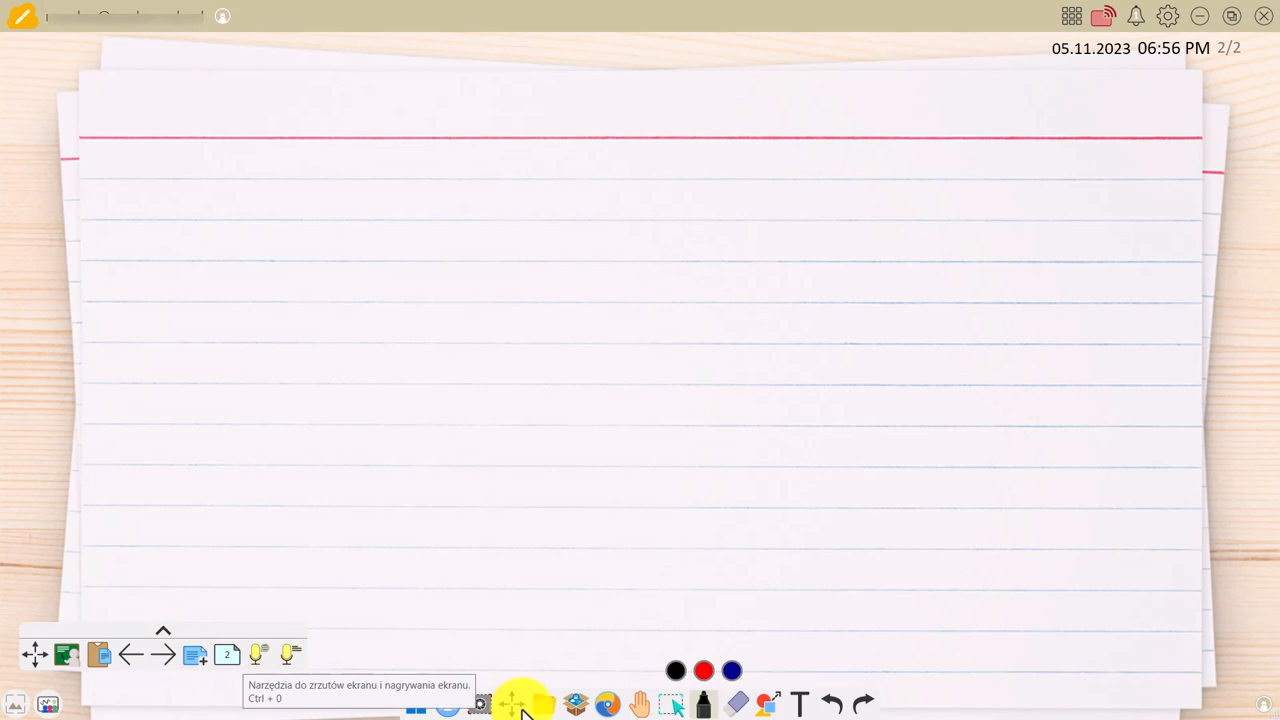 05.11.2023 06:56 PM 2/2
2
Narzędzia do zrzutów ekranu i nagrywania ekranu.
Ctrl + 0
T